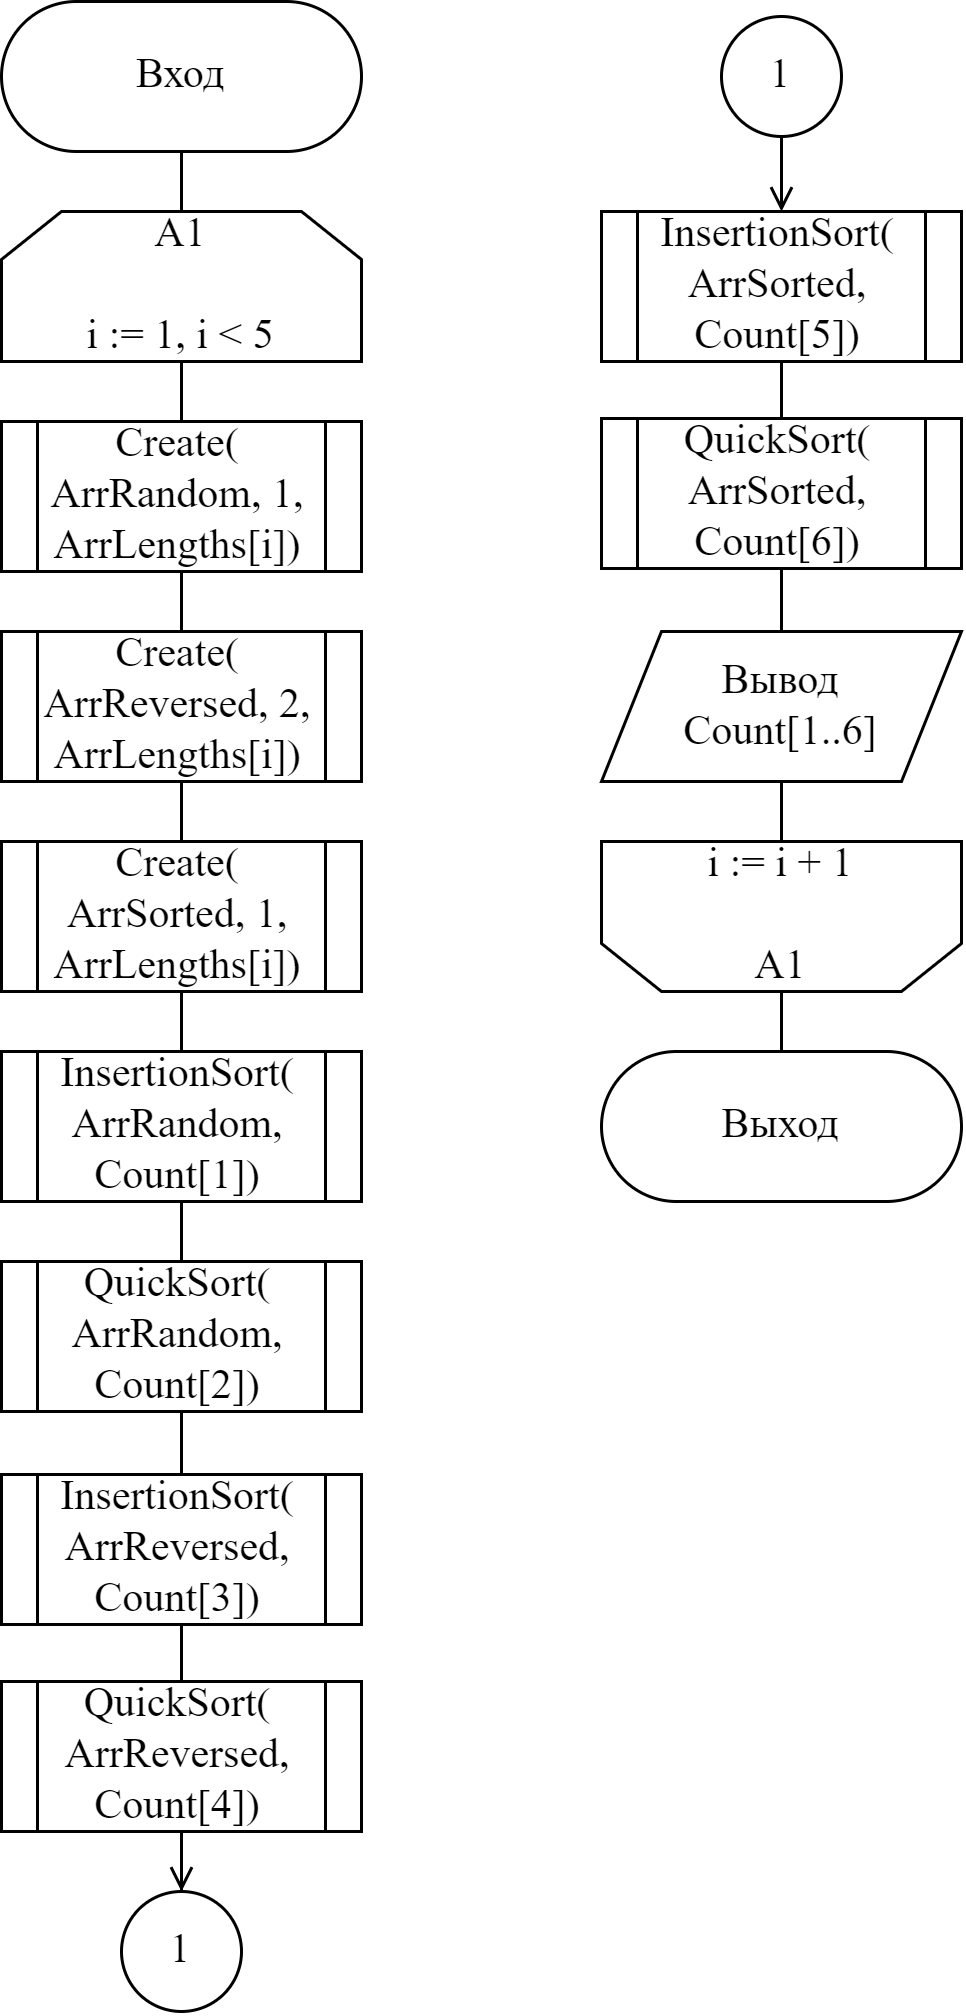 Вход
A1
i := 1, i < 5
Create(
ArrRandom, 1,
ArrLengths[i])
Create(
ArrReversed, 2,
ArrLengths[i])
Create(
ArrSorted, 1,
ArrLengths[i])
InsertionSort(
ArrRandom,
Count[1])
QuickSort(
ArrRandom,
Count[2])
InsertionSort(
ArrReversed,
Count[3])
QuickSort(
ArrReversed,
Count[4])
1
1
InsertionSort(
ArrSorted,
Count[5])
QuickSort(
ArrSorted,
Count[6])
Вывод
Count[1..6]
i := i + 1
A1
Выход